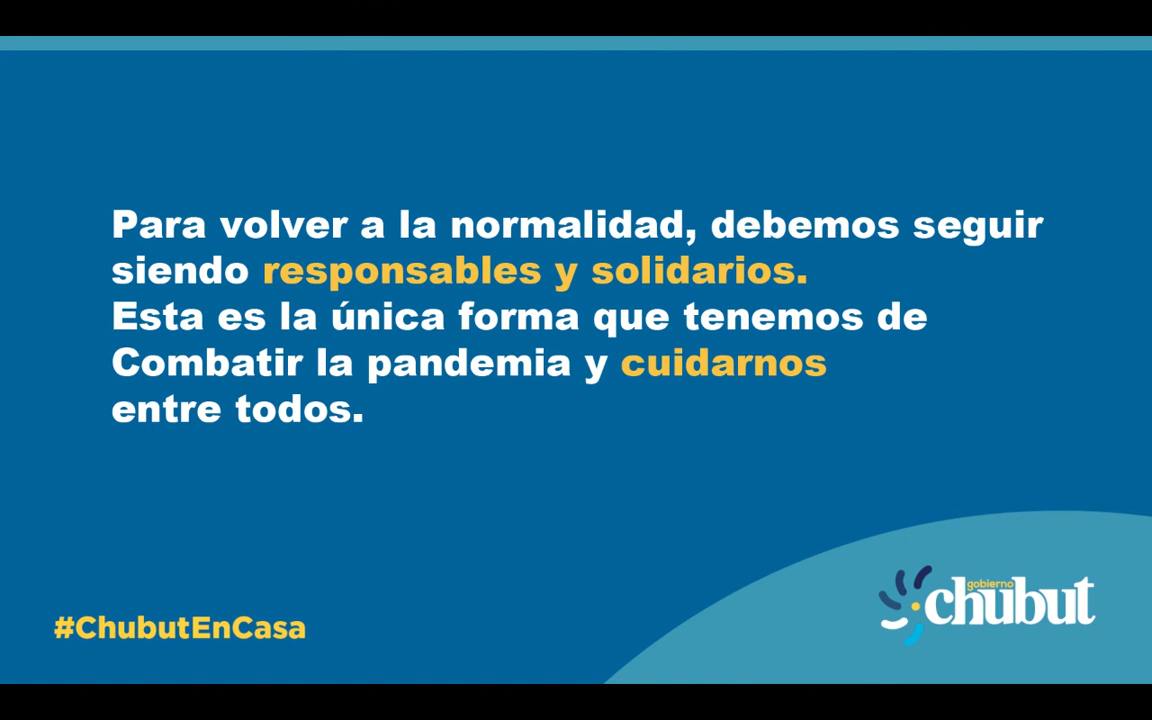 Para volver a la normalidad, debemos seguir
siendo responsables y solidarios.
Esta es la única forma que tenemos de
Combatir la pandemia y cuidarnos
entre todos.
#ChubutEnCasa
gobierno
chubut